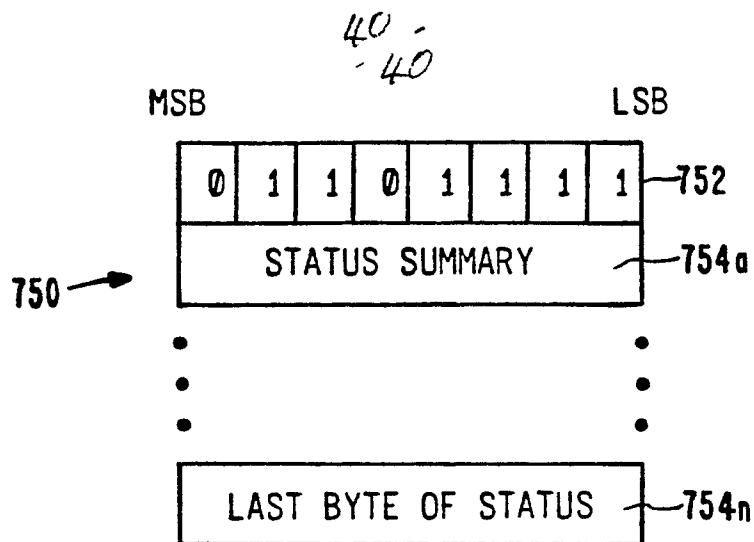 40 -
- 40
MSB LSB
0 1 1 0 1 1 1 1 752
STATUS SUMMARY 754a
750
LAST BYTE OF STATUS 754n